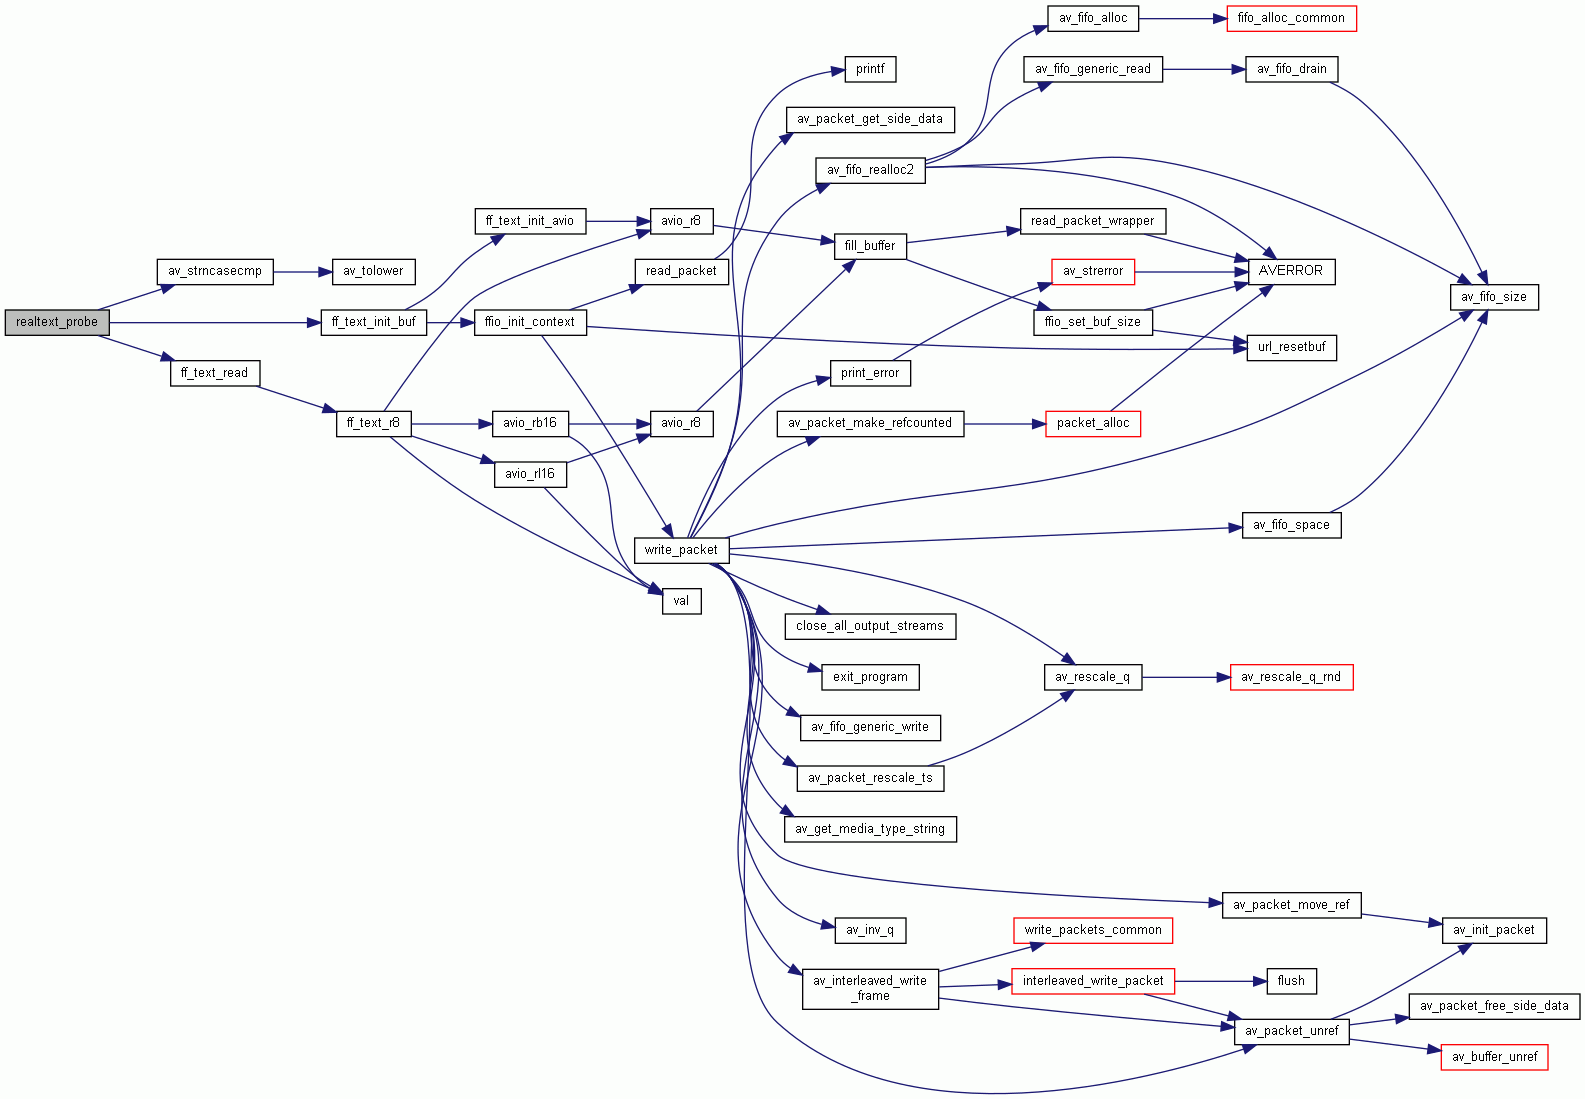 av_fifo_alloc
fifo_alloc_common
printf
av_fifo_generic_read
av_fifo_drain
av_packet_get_side_data
av_fifo_realloc2
ff_text_init_avio
avio_r8
read_packet_wrapper
fill_buffer
av_strncasecmp
av_tolower
read_packet
av_strerror
AVERROR
av_fifo_size
realtext_probe
ff_text_init_buf
ffio_init_context
ffio_set_buf_size
url_resetbuf
ff_text_read
print_error
ff_text_r8
avio_rb16
avio_r8
av_packet_make_refcounted
packet_alloc
avio_rl16
av_fifo_space
write_packet
val
close_all_output_streams
exit_program
av_rescale_q
av_rescale_q_rnd
av_fifo_generic_write
av_packet_rescale_ts
av_get_media_type_string
av_packet_move_ref
av_inv_q
write_packets_common
av_init_packet
av_interleaved_write
_frame
interleaved_write_packet
flush
av_packet_free_side_data
av_packet_unref
av_buffer_unref